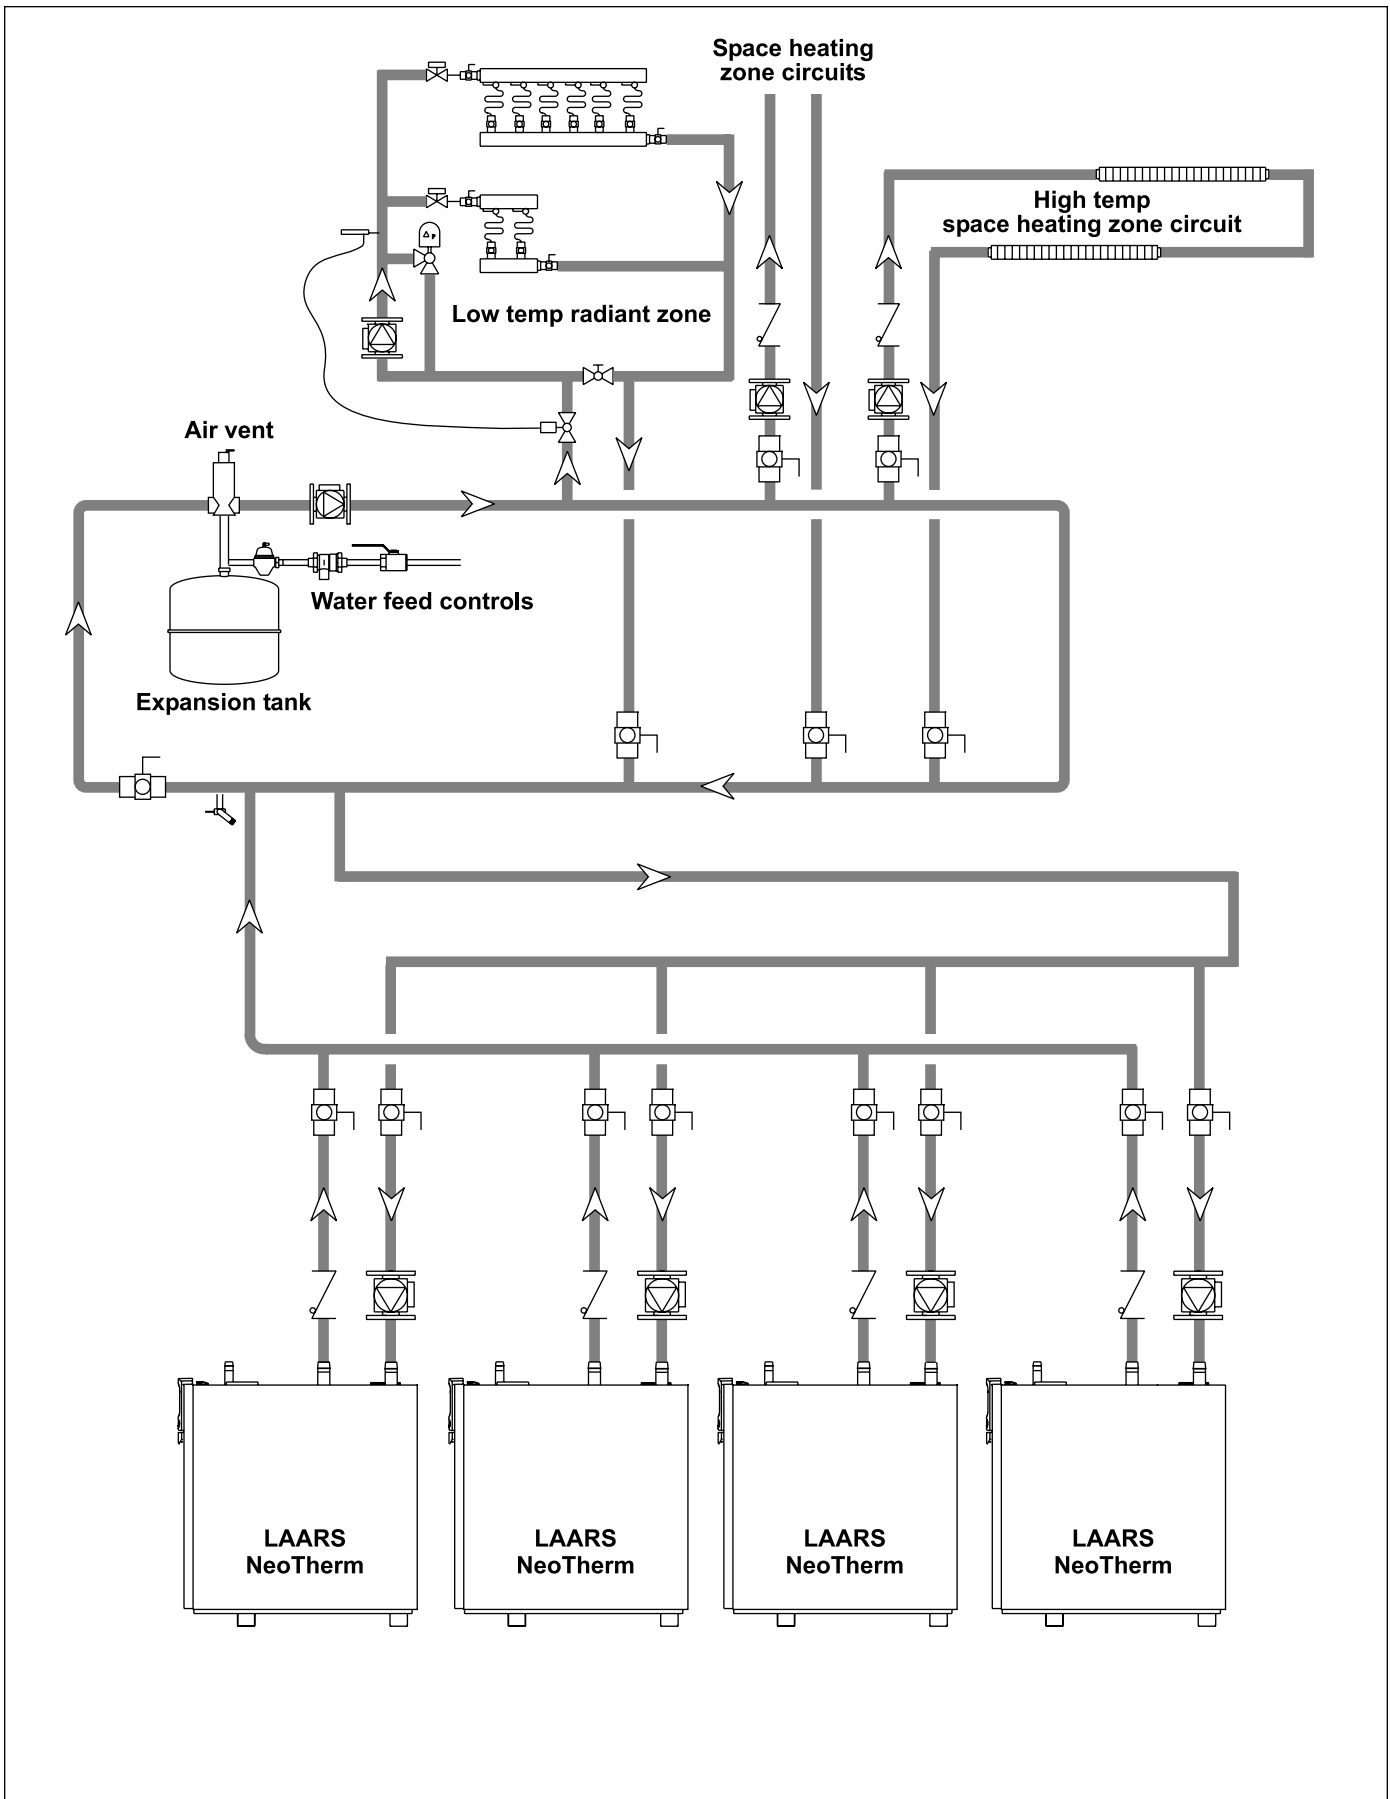 Space heating
zone circuits
High temp
space heating zone circuit
Δ P
Low temp radiant zone
Air vent
Water feed controls
Expansion tank
LAARS
NeoTherm
LAARS
NeoTherm
LAARS
NeoTherm
LAARS
NeoTherm